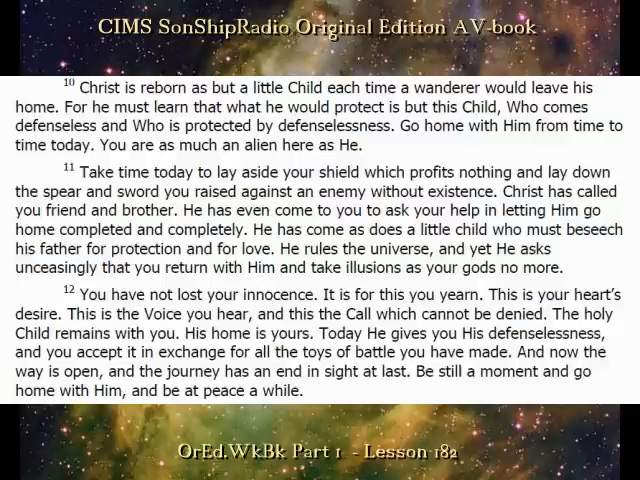 CIMS SonShipRadio Original Edition AV-book
10 Christ is reborn as but a little Child each time a wanderer would leave his
home. For he must learn that what he would protect is but this Child, Who comes
defenseless and Who is protected by defenselessness. Go home with Him from time to
time today. You are as much an alien here as He.
11 Take time today to lay aside your shield which profits nothing and lay down
the spear and sword you raised against an enemy without existence. Christ has called
you friend and brother. He has even come to you to ask your help in letting Him go
home completed and completely. He has come as does a little child who must beseech
his father for protection and for love. He rules the universe, and yet He asks
unceasingly that you return with Him and take illusions as your gods no more.
12 You have not lost your innocence. It is for this you yearn. This is your heart's
desire. This is the Voice you hear, and this the Call which cannot be denied. The holy
Child remains with you. His home is yours. Today He gives you His defenselessness,
and you accept it in exchange for all the toys of battle you have made. And now the
way is open, and the journey has an end in sight at last. Be still a moment and go
home with Him, and be at peace a while.
OrEd.WkBk Part 1 - Lesson 182